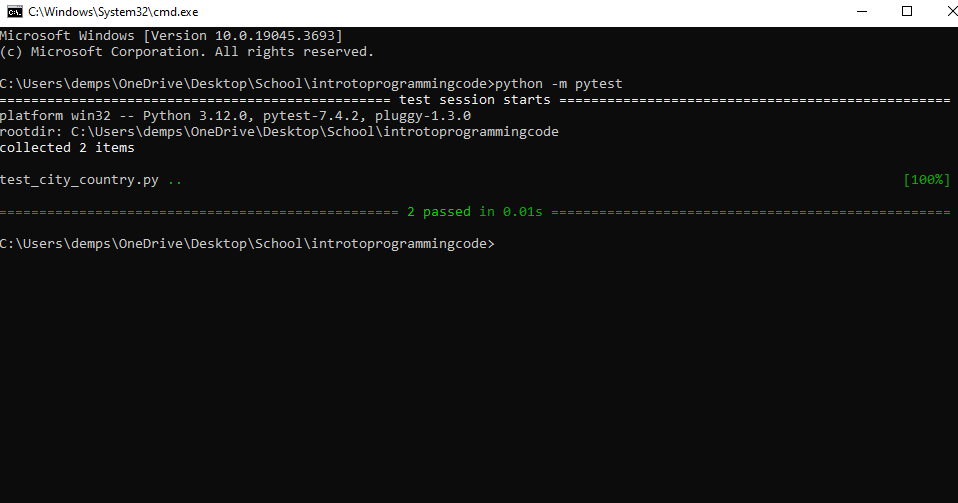 C:\Windows\System32\cmd.exe
Microsoft Windows [Version 10.0.19045.3693]
(c) Microsoft Corporation. All rights reserved.
C:\Users\demps\OneDrive\Desktop\School\introtoprogrammingcode>python -m pytest
================================================= test session starts =================================================
platform win32 -- Python 3.12.0, pytest-7.4.2, pluggy-1.3.0
rootdir: C:\Users\demps\OneDrive\Desktop\School\introtoprogrammingcode
collected 2 items
test_city_country.py .. [100%]
================================================== 2 passed in 0.01s ==================================================
C:\Users\demps\OneDrive\Desktop\School\introtoprogrammingcode>